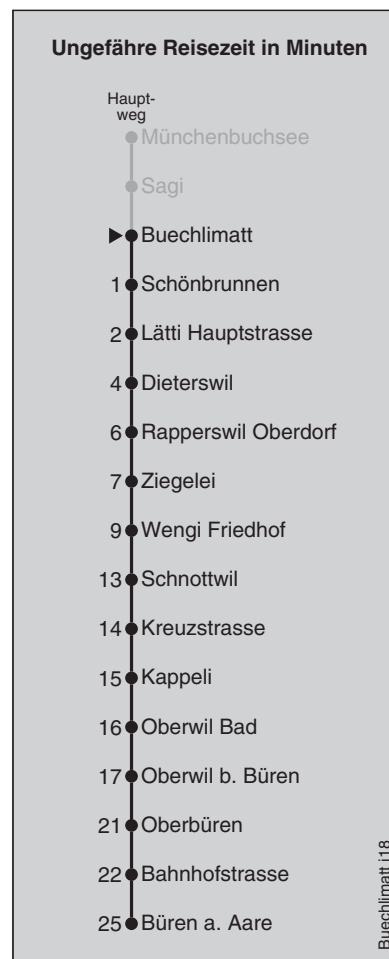 Ungefähre Reisezeit in Minuten
Haupt-
weg
Münchenbuchsee
Sagi
Buechlimatt
1 Schönbrunnen
2 Lätti Hauptstrasse
4 Dieterswil
6 Rapperswil Oberdorf
7 Ziegelei
9 Wengi Friedhof
13 Schnottwil
14 Kreuzstrasse
15 Kappeli
16 Oberwil Bad
17 Oberwil b. Büren
21 Oberbüren
22 Bahnhofstrasse
25 Büren a. Aare
Buechlimatt j18